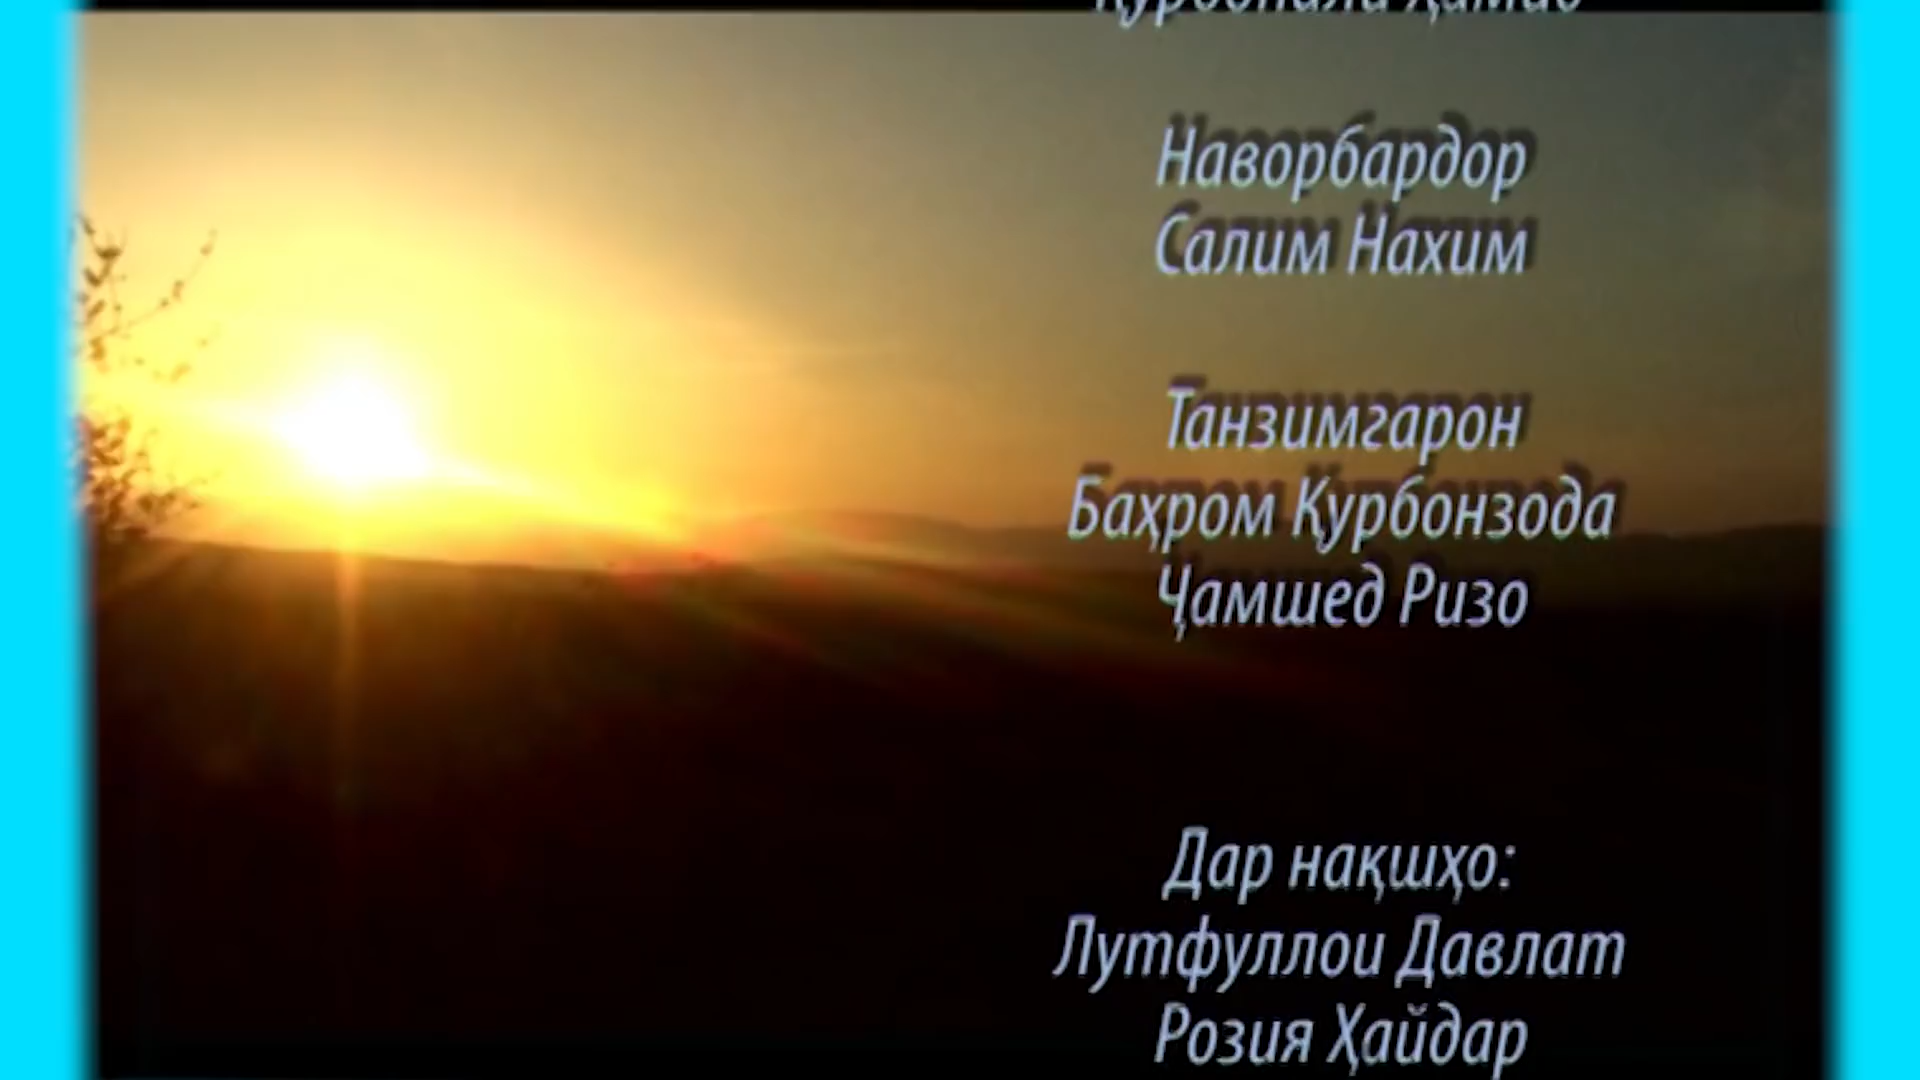 Наворбардор
Салим Нахим
Танзимгарон
Баҳром Қурбонзода
Ҷамшед Ризо
Дар нақшҳо:
Лутфуллои Давлат
Розия Ҳайдар